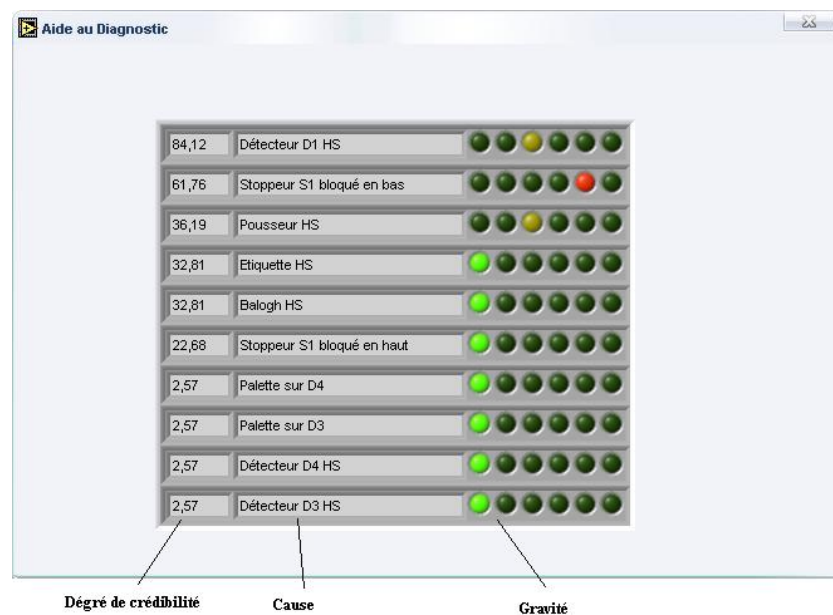 Aide au Diagnostic
84,12 Détecteur D1 HS
61,76 Stoppeur S1 bloqué en bas
36,19 Pousseur HS
32,81 Etiquette HS
32,81 Balogh HS
22,68 Stoppeur S1 bloqué en haut
2,57 Palette sur D4
2,57 Palette sur D3
2,57 Détecteur D4 HS
2,57 Détecteur D3 HS
Dégré de crédibilité Cause Gravité